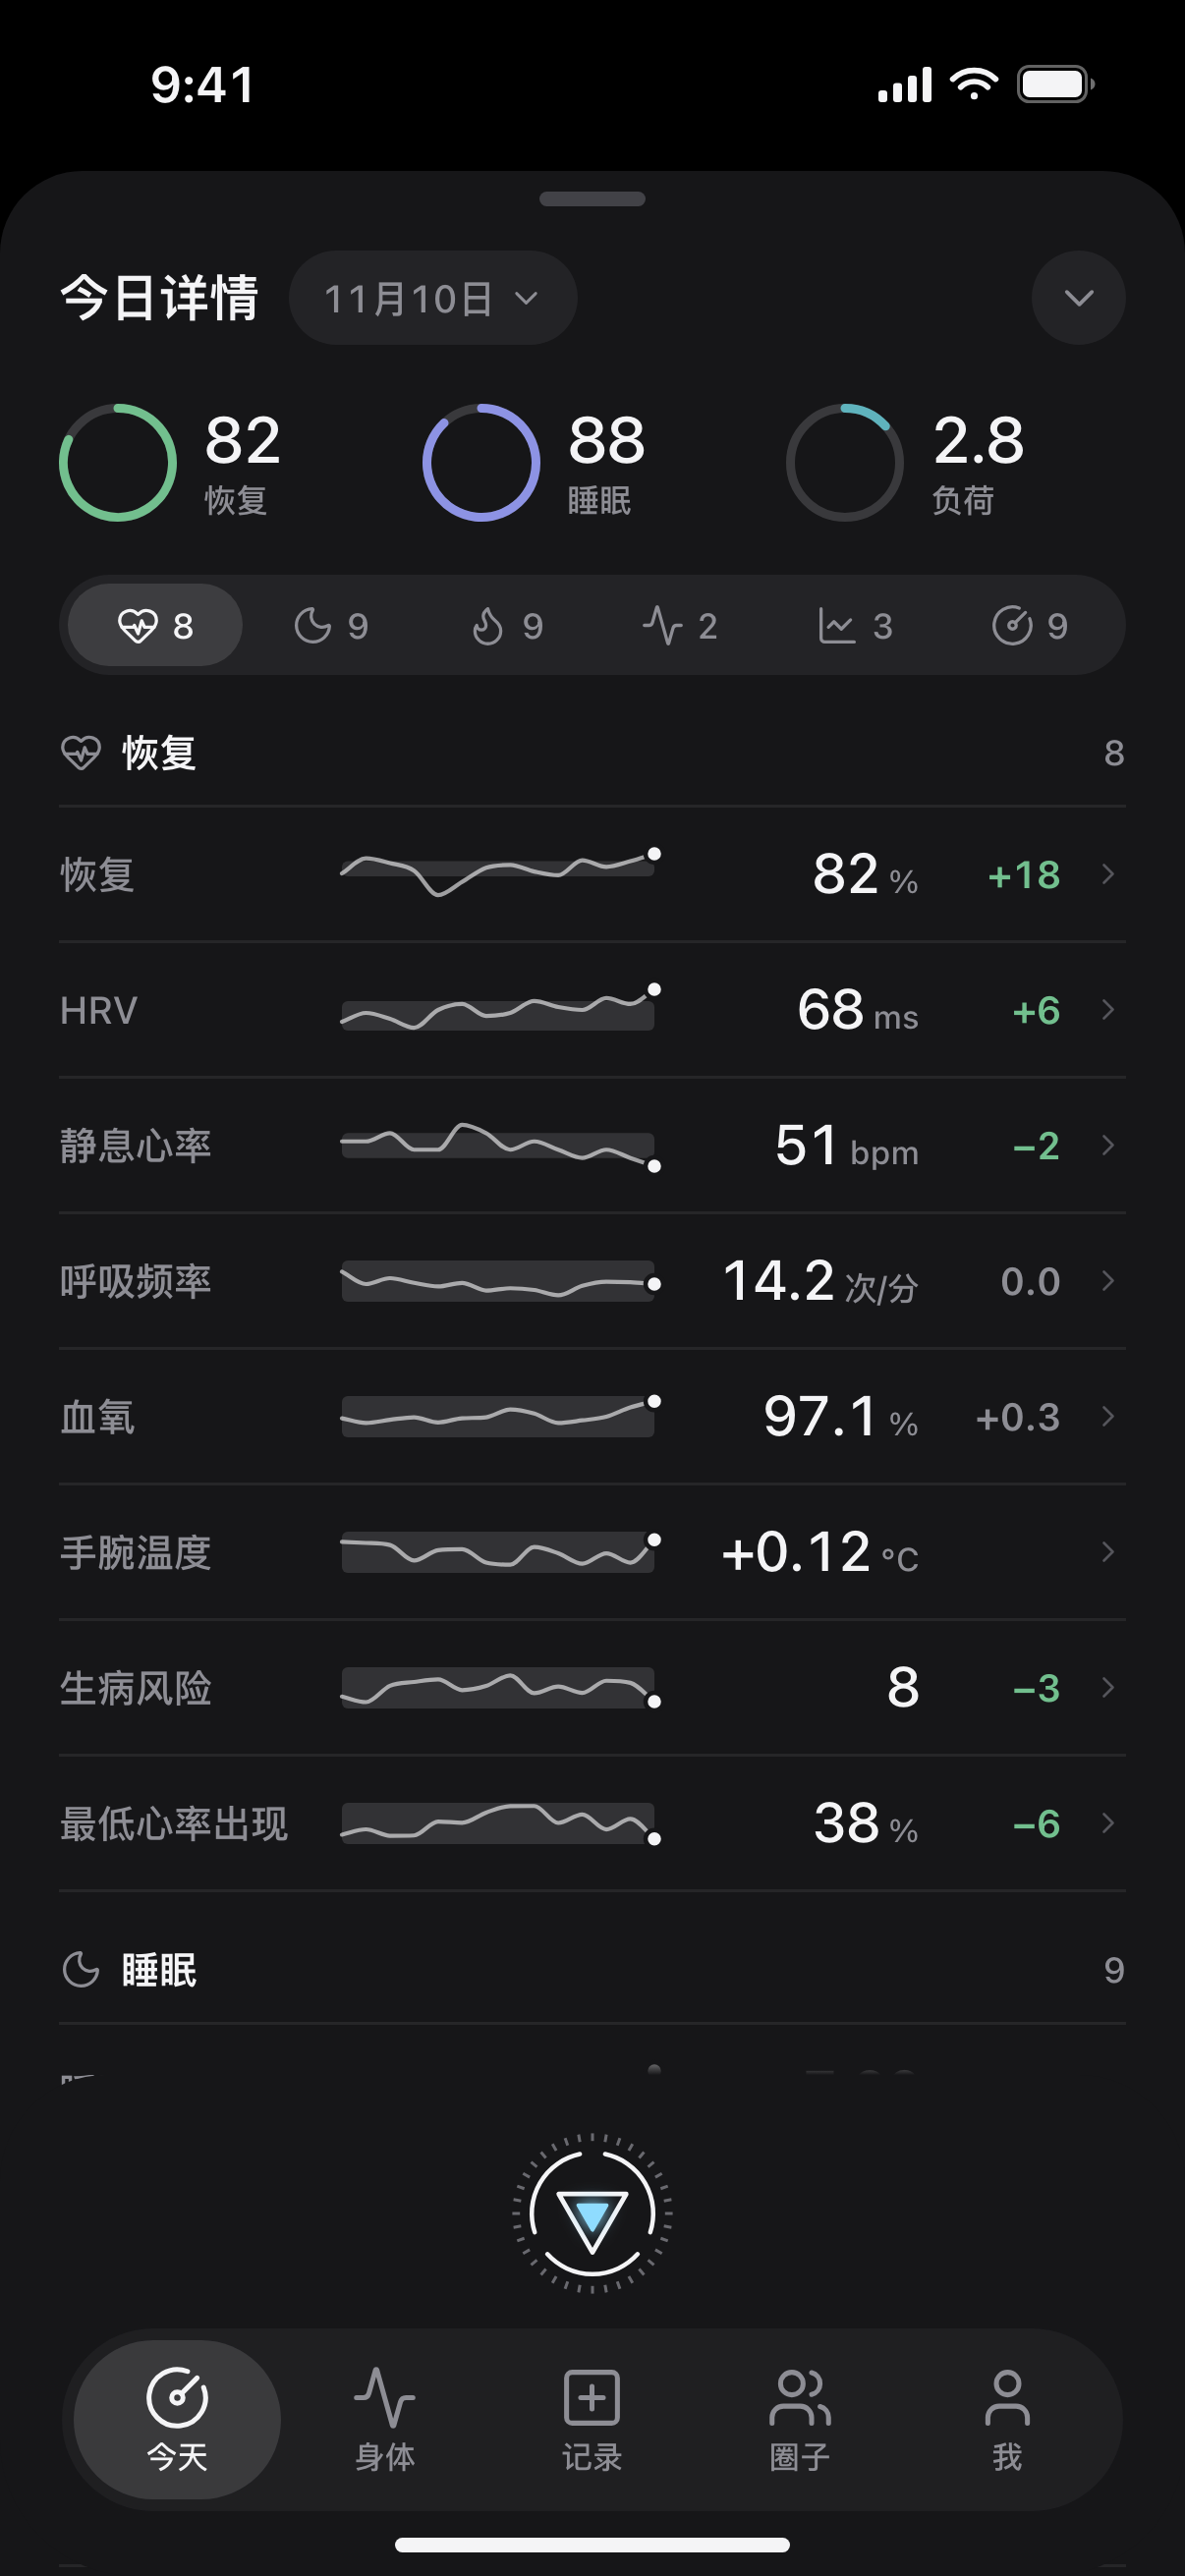 9:41
今日详情 11月10日
82 恢复
88 睡眠
2.8 负荷
8 9 9 2 3 9
恢复 8
恢复 82 % +18
HRV 68 ms +6
静息心率 51 bpm −2
呼吸频率 14.2 次/分 0.0
血氧 97.1 % +0.3
手腕温度 +0.12 °C
生病风险 8 −3
最低心率出现 38 % −6
睡眠 9
今天 身体 记录 圈子 我